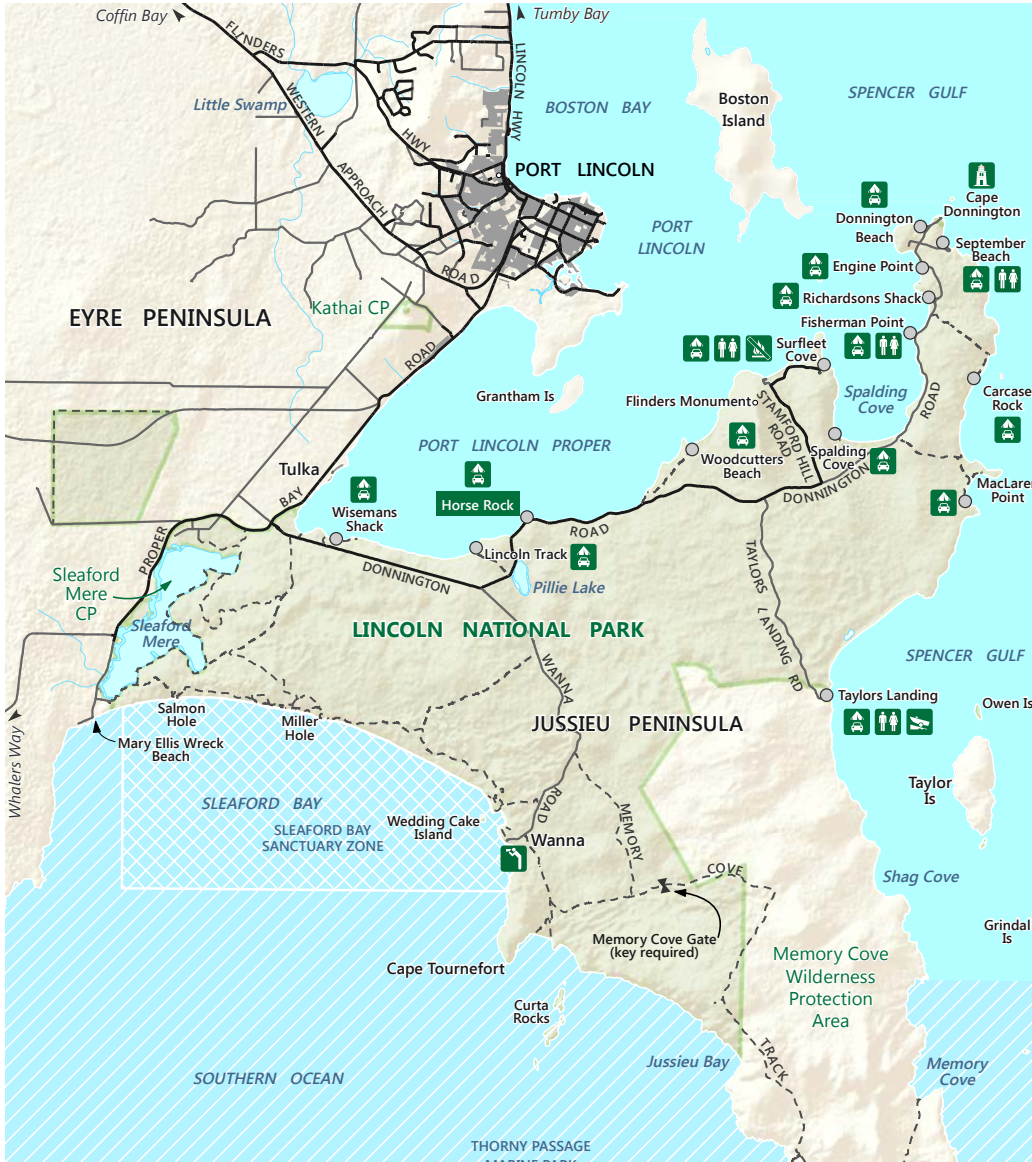 Coffin Bay
Tumby Bay
FLINDERS
HWY
LINCOLN HWY
Little Swamp
WESTERN
APPROACH
ROAD
BOSTON BAY
Boston
Island
SPENCER GULF
PORT LINCOLN
PORT
LINCOLN
Cape
Donnington
Donnington
Beach
September
Beach
Engine Point
Richardsons Shack
Fisherman Point
Surfleet
Cove
EYRE PENINSULA
Kathai CP
ROAD
Grantham Is
Flinders Monument
STAMFORD HILL
ROAD
Spalding
Cove
ROAD
Carcase
Rock
PORT LINCOLN PROPER
Woodcutters
Beach
Spalding
Cove
DONNINGTON
Tulka
BAY
Wisemans
Shack
Horse Rock
MacLaren
Point
ROAD
PROPER
Lincoln Track
DONNINGTON
Pillie Lake
TAYLORS LANDING RD
Sleaford
Mere
CP
Sleaford
Mere
LINCOLN NATIONAL PARK
WANNA
SPENCER GULF
Taylors Landing
Owen Is
Salmon
Hole
Miller
Hole
JUSSIEU PENINSULA
Mary Ellis Wreck
Beach
Whalers Way
Taylor
Is
SLEAFORD BAY
SLEAFORD BAY
SANCTUARY ZONE
Wedding Cake
Island
ROAD
Wanna
MEMORY
COVE
Shag Cove
Grindal
Is
Memory Cove Gate
(key required)
Cape Tournefort
Memory Cove
Wilderness
Protection
Area
Curta
Rocks
Jussieu Bay
TRACK
Memory
Cove
SOUTHERN OCEAN
THORNY PASSAGE
MARINE PARK